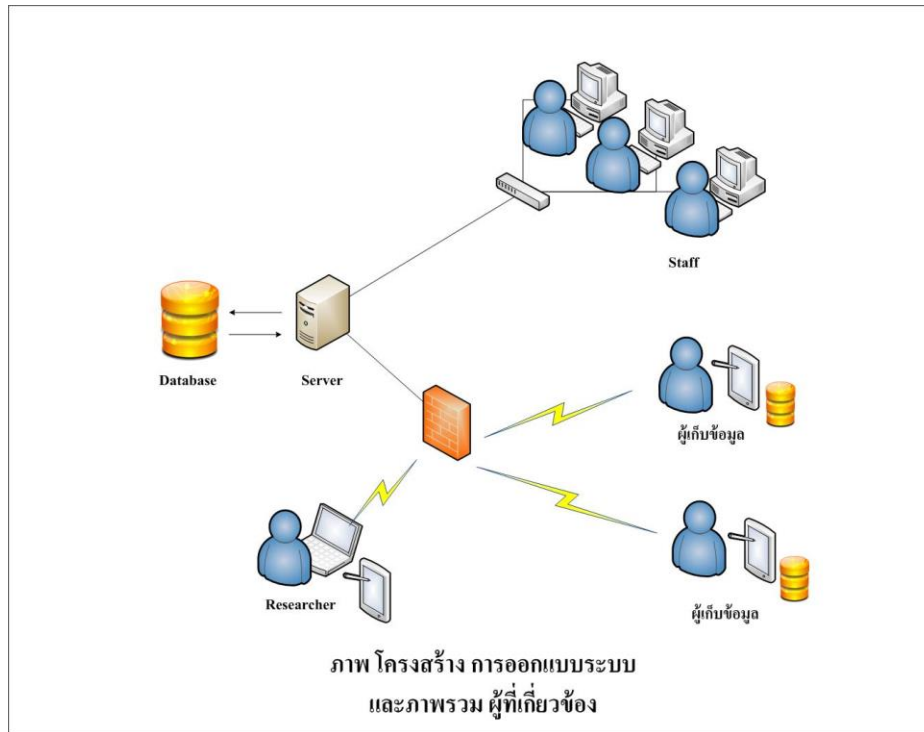 Staff
Database
Server
ผู้เก็บข้อมูล
Researcher
ผู้เก็บข้อมูล
ภาพ โครงสร้าง การออกแบบระบบ
และภาพรวม ผู้ที่เกี่ยวข้อง